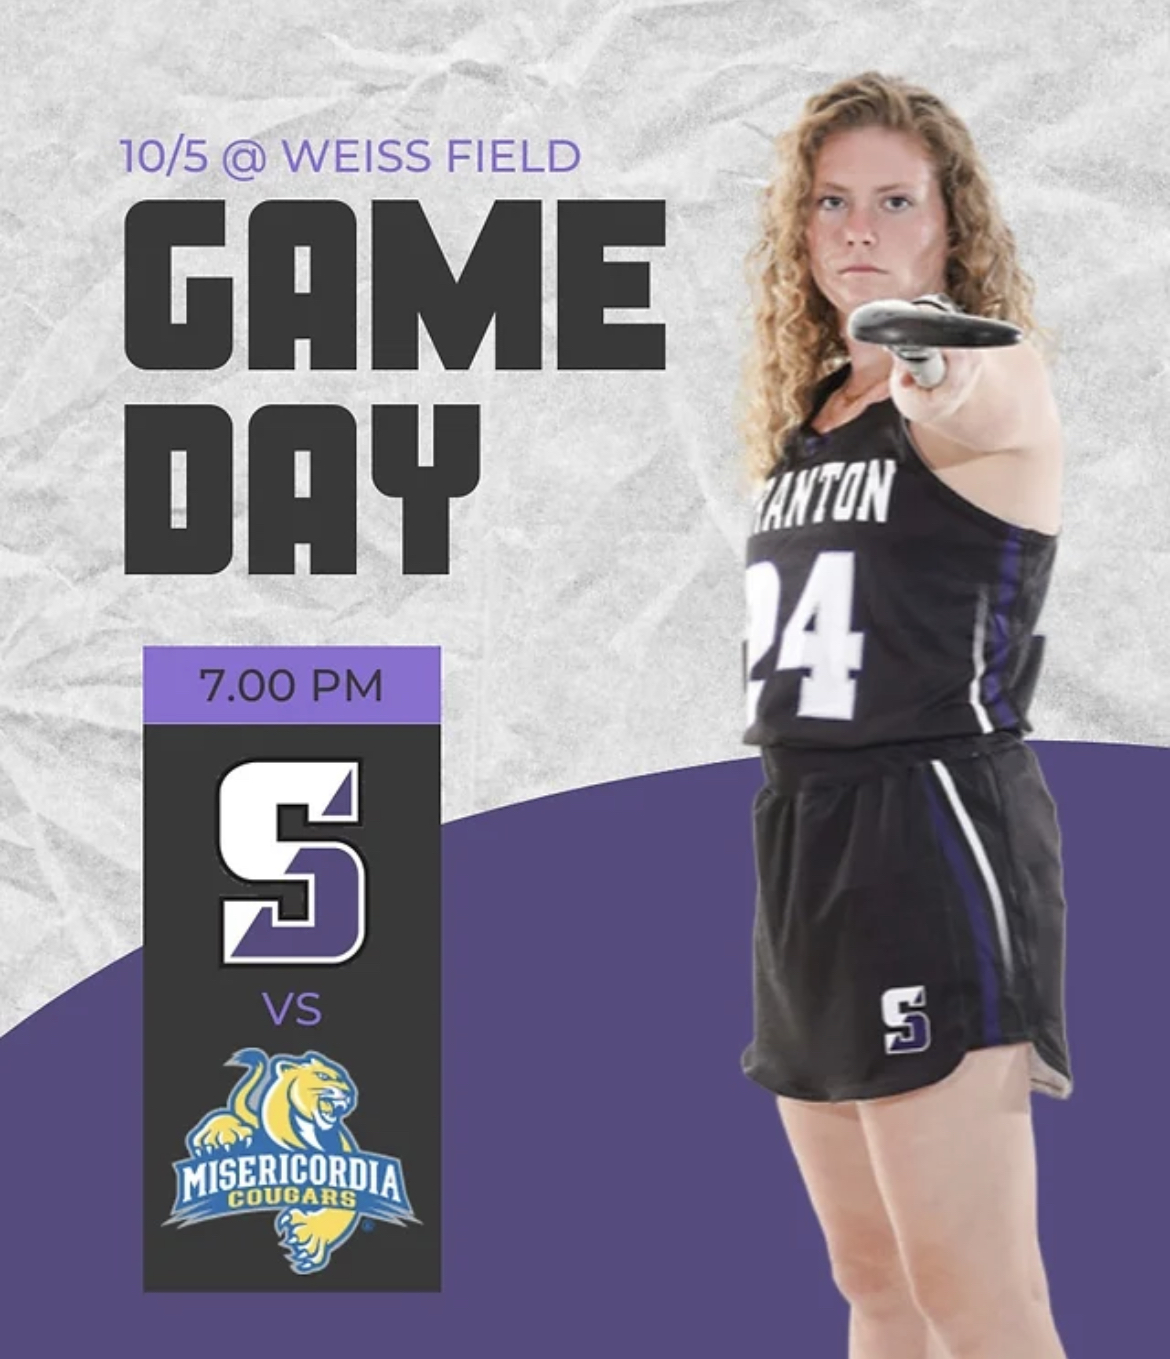 10/5 @ WEISS FIELD
GAME
DAY
7.00 PM
S
VS
MISERICORDIA
COUGARS
®
RANTON
24
S